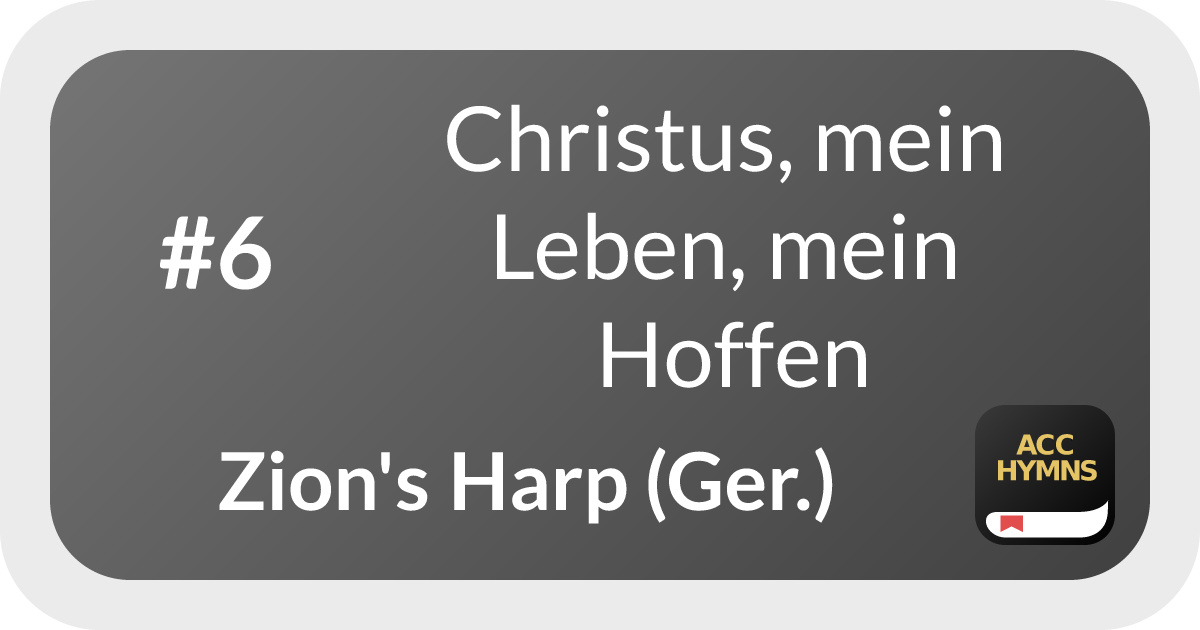 #6
Christus, mein
Leben, mein
Hoffen
Zion's Harp (Ger.)
ACC
HYMNS